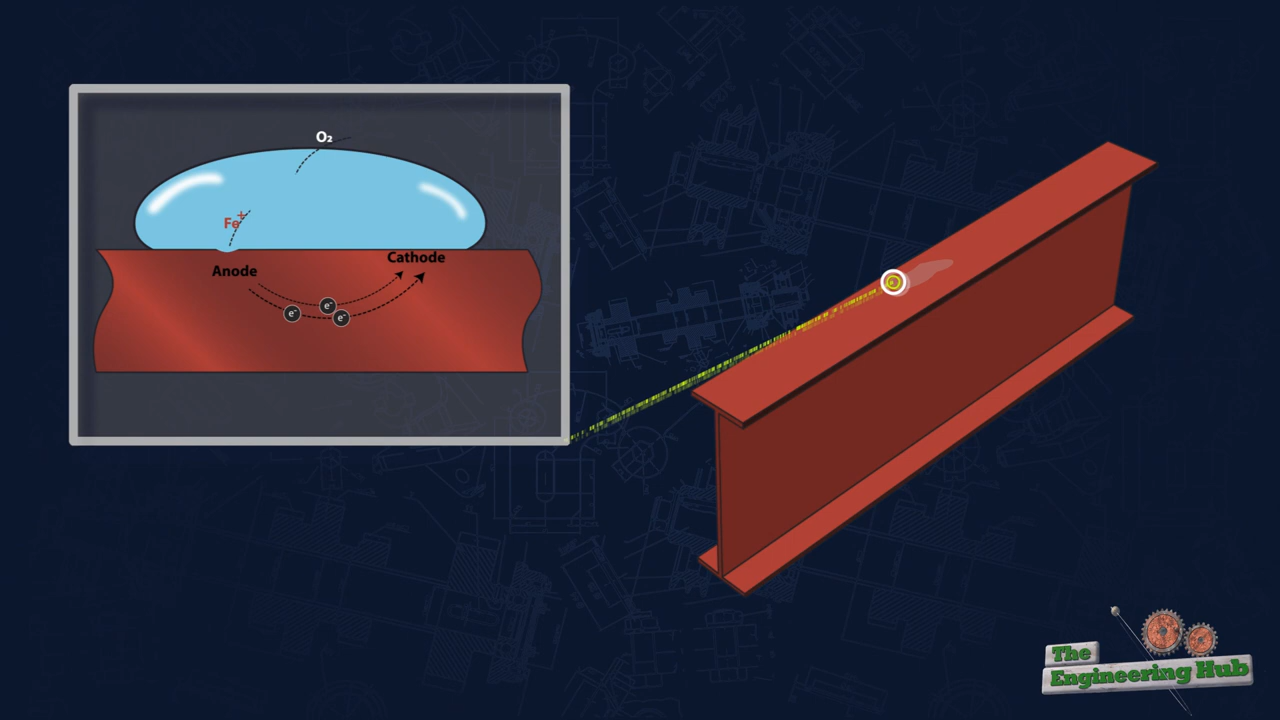 O₂
Fe⁺
Anode
Cathode
e⁻
e⁻
e⁻
The
Engineering Hub